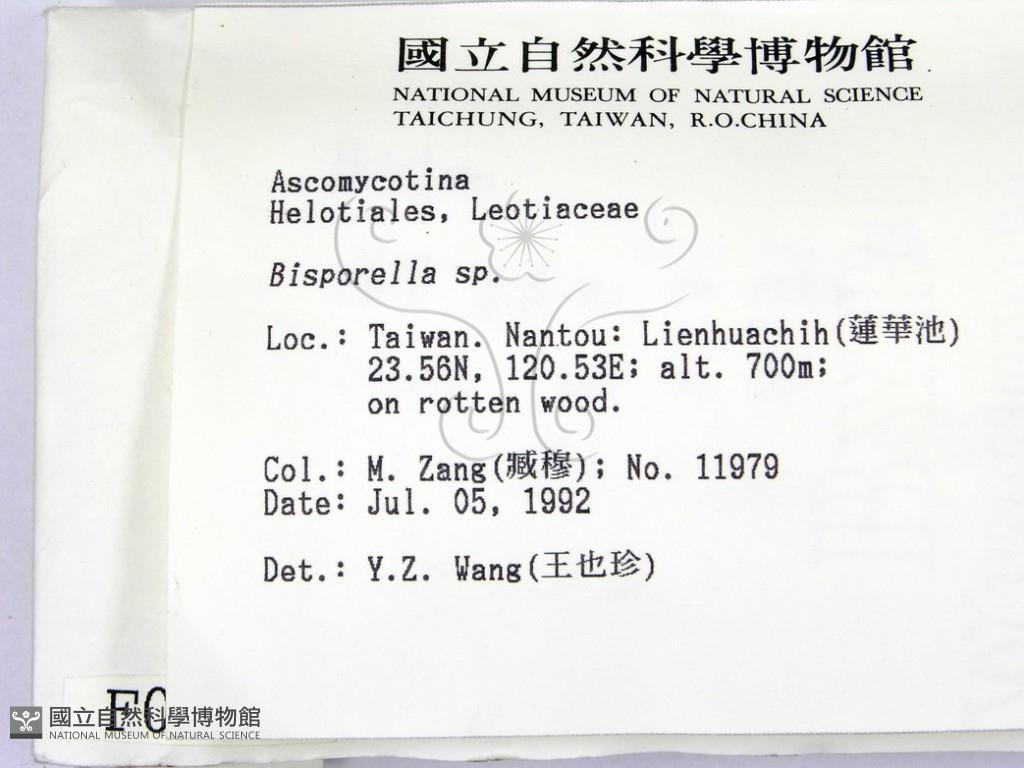 國立自然科學博物館
NATIONAL MUSEUM OF NATURAL SCIENCE
TAICHUNG, TAIWAN, R.O.CHINA
Ascomycotina
Helotiales, Leotiaceae
Bisporella sp.
Loc.: Taiwan. Nantou: Lienhuachih(蓮華池)
23.56N, 120.53E; alt. 700m;
on rotten wood.
Col.: M. Zang(臧穆); No. 11979
Date: Jul. 05, 1992
Det.: Y.Z. Wang(王也珍)
F0
國立自然科學博物館
NATIONAL MUSEUM OF NATURAL SCIENCE